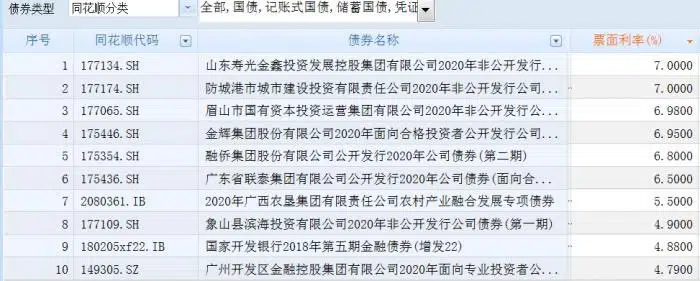 债券类型 同花顺分类 全部,国债,记账式国债,储蓄国债,凭证
序号 同花顺代码 债券名称 票面利率(%)
1 177134.SH 山东寿光金鑫投资发展控股集团有限公司2020年非公开发行... 7.0000
2 177174.SH 防城港市城市建设投资有限责任公司2020年非公开发行公司... 7.0000
3 177065.SH 眉山市国有资本投资运营集团有限公司2020年非公开发行... 6.9800
4 175446.SH 金辉集团股份有限公司2020年面向合格投资者公开发行公司... 6.9500
5 175354.SH 融侨集团股份有限公司公开发行2020年公司债券(第二期) 6.8000
6 175436.SH 广东省联泰集团有限公司公开发行2020年公司债券(面向合... 6.5000
7 2080361.IB 2020年广西农垦集团有限责任公司农村产业融合发展专项债券 5.5000
8 177109.SH 象山县滨海投资有限公司2020年非公开发行公司债券(第一期) 4.9000
9 180205xf22.IB 国家开发银行2018年第五期金融债券(增发22) 4.8800
10 149305.SZ 广州开发区金融控股集团有限公司2020年面向专业投资者公... 4.7900